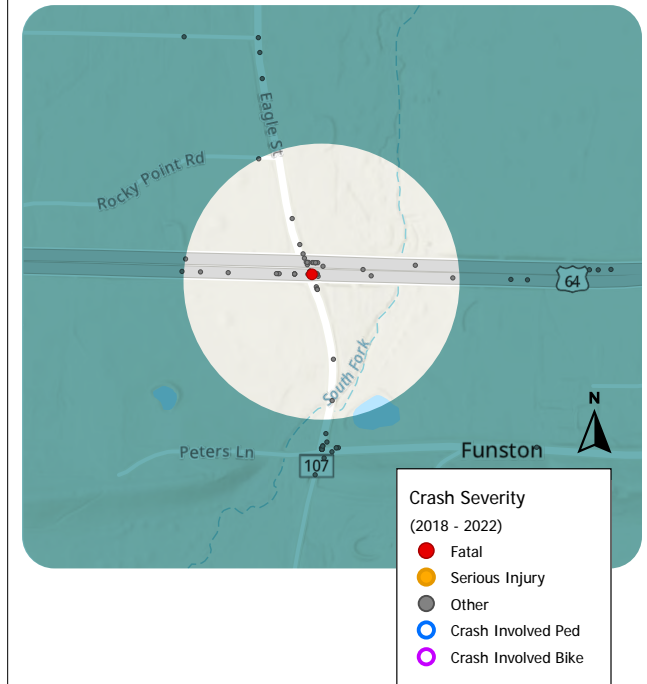 Eagle St
Rocky Point Rd
64
South Fork
N
Peters Ln
Funston
107
Crash Severity
(2018 - 2022)
Fatal
Serious Injury
Other
Crash Involved Ped
Crash Involved Bike